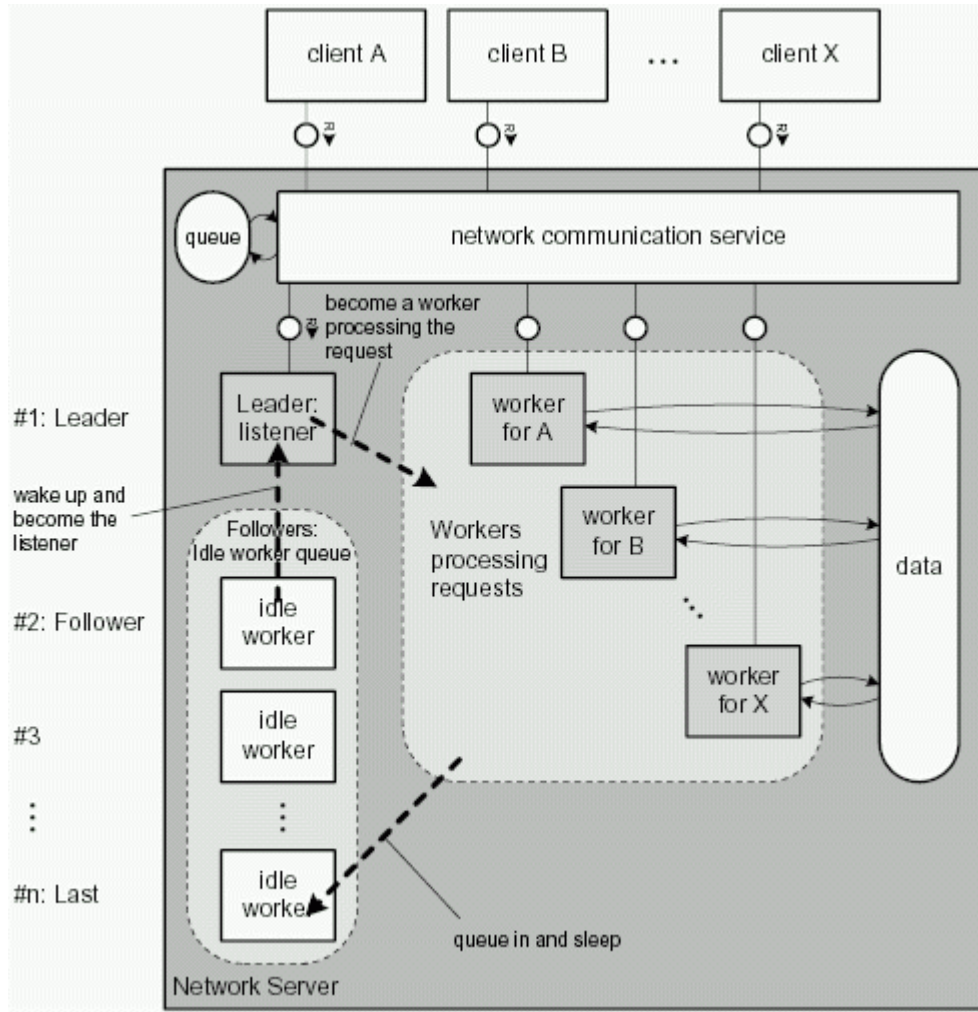 client A
client B
...
client X
R
R
R
queue
network communication service
R
become a worker
processing the
request
#1: Leader
Leader:
listener
worker
for A
wake up and
become the
listener
Followers:
Idle worker queue
Workers
processing
requests
worker
for B
data
#2: Follower
idle
worker
...
worker
for X
#3
idle
worker
...
...
#n: Last
idle
worker
queue in and sleep
Network Server